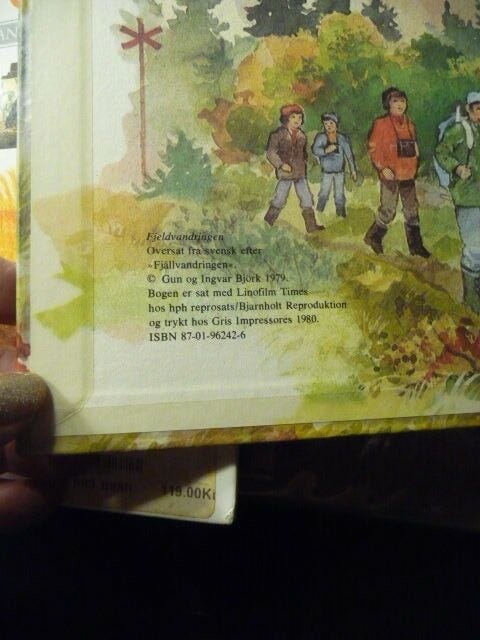 Fjeldvandringen
Oversat fra svensk efter
»Fjällvandringen«.
© Gun og Ingvar Björk 1979.
Bogen er sat med Linofilm Times
hos hph reprosats/Bjarnholt Reproduktion
og trykt hos Gris Impressores 1980.
ISBN 87-01-96242-6
119.00Kr